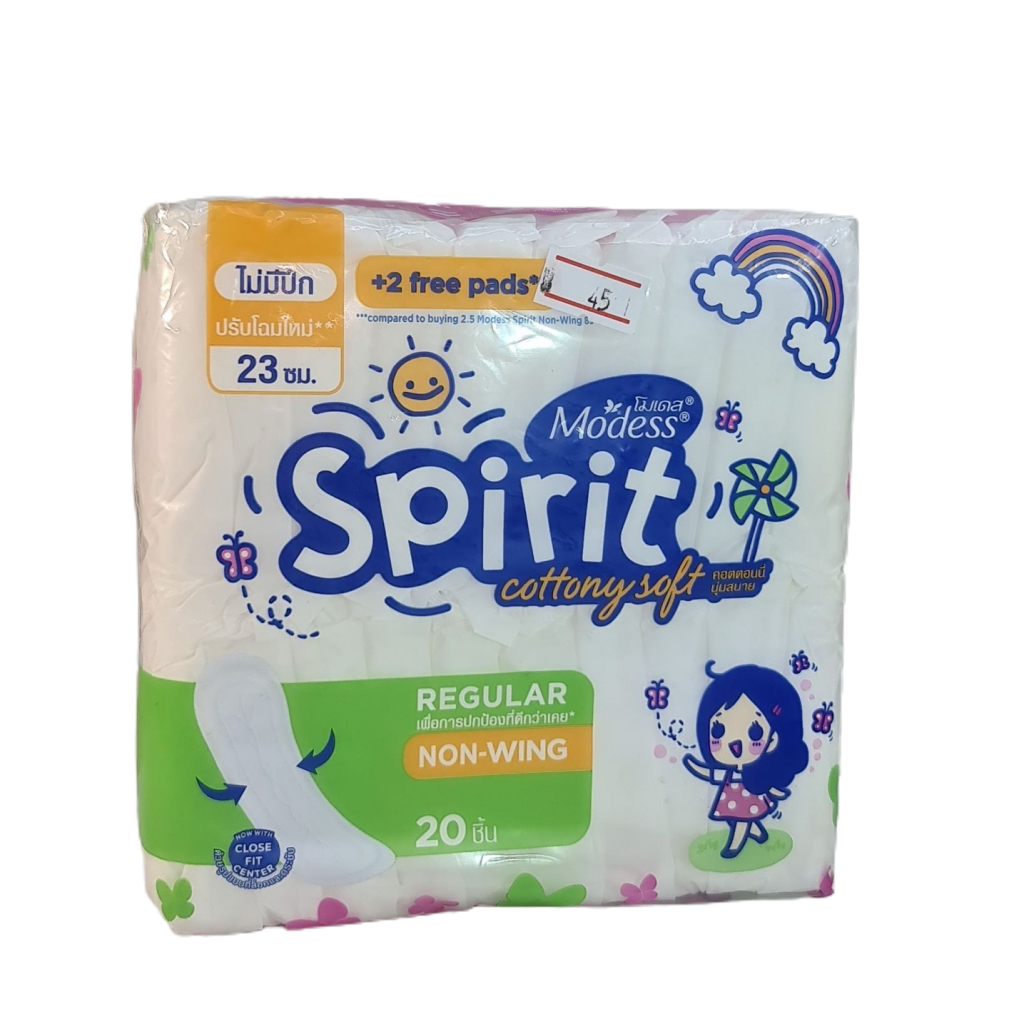 ไม่มีปีก
ปรับโฉมใหม่**
23 ซม.
+2 free pads*
***compared to buying 2.5 Modess Spirit Non-Wing 8s
45
โมเดส®
Modess®
Spirit
cottony soft
คอตตอนนี่
นุ่มสบาย
REGULAR
เพื่อการปกป้องที่ดีกว่าเคย*
NON-WING
20 ชิ้น
NOW WITH
CLOSE
FIT
CENTER